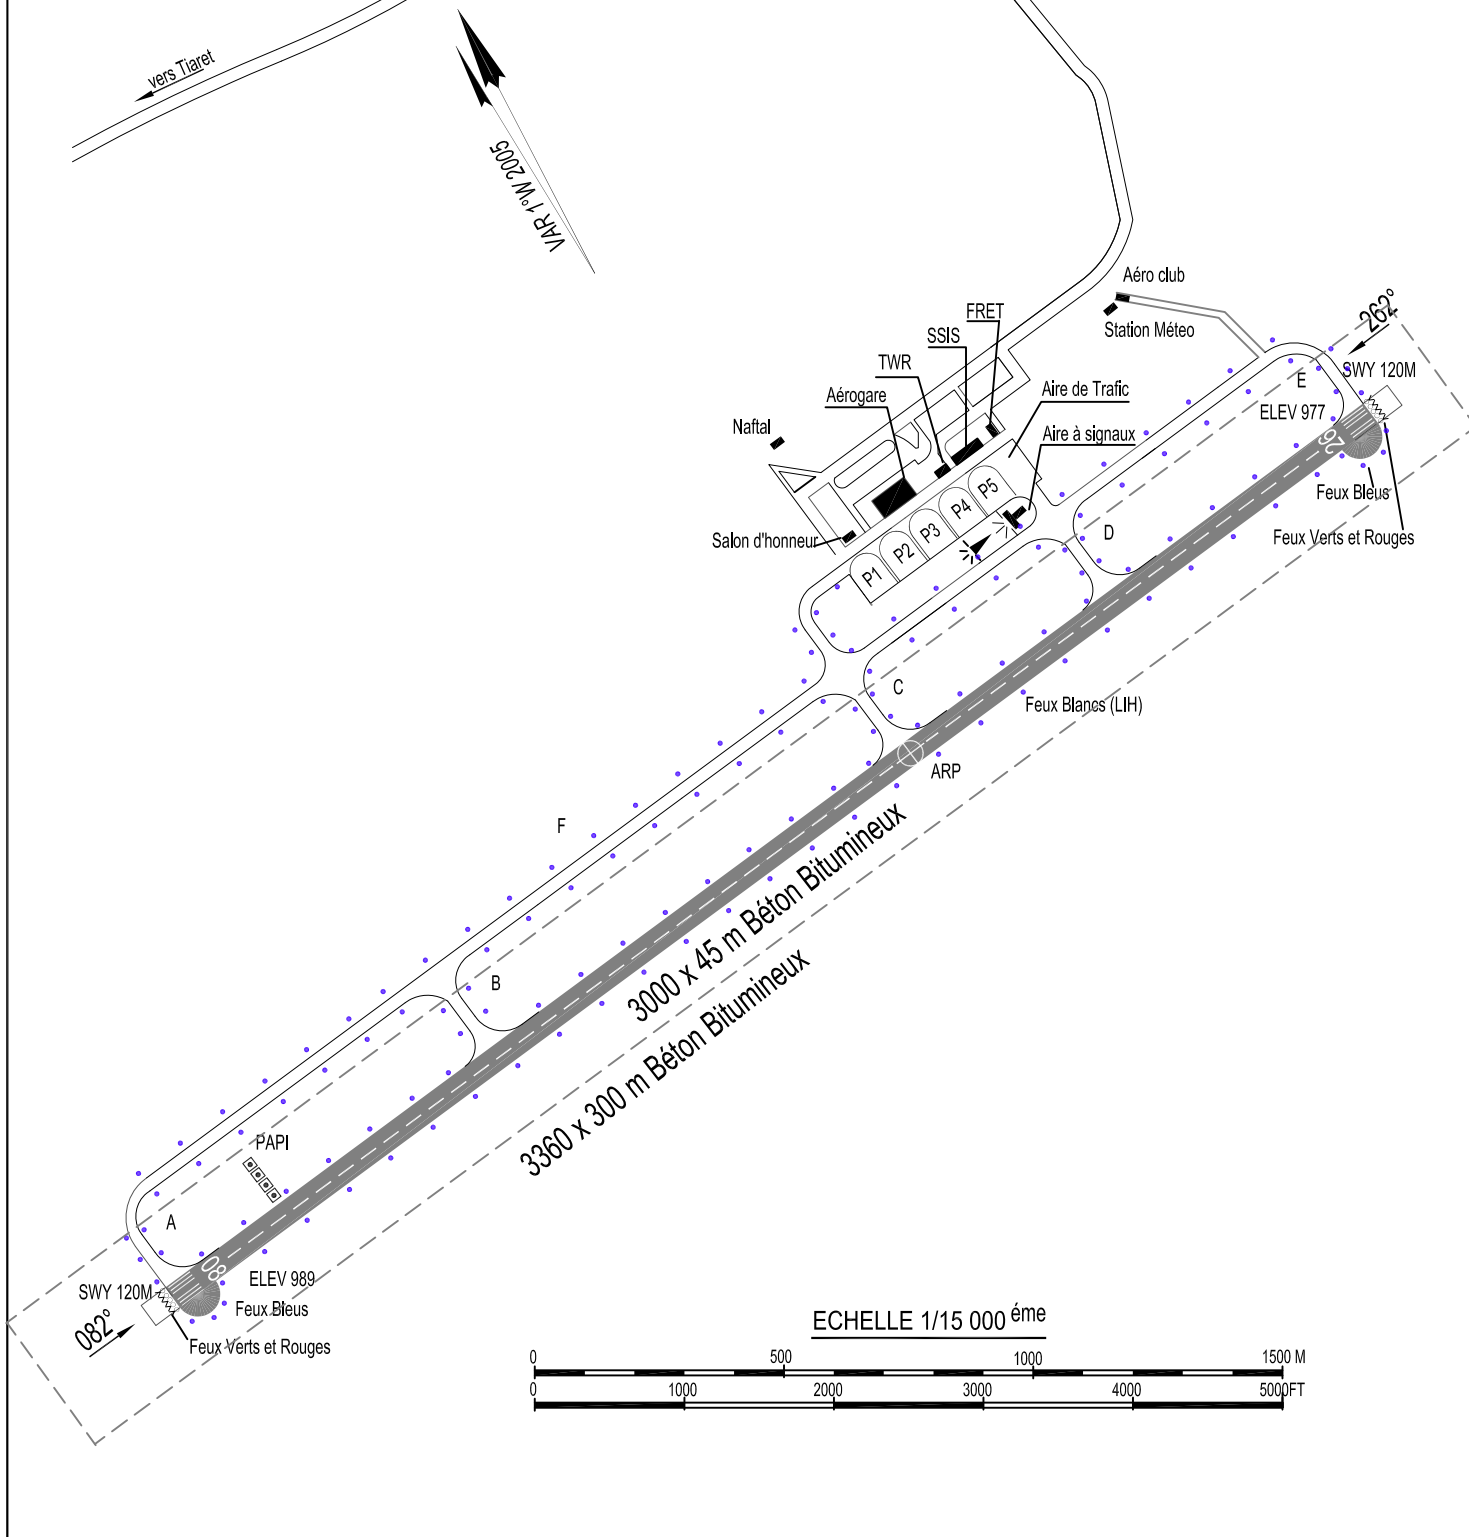 vers Tiaret
VAR 1°W 2005
Aéro club
Station Méteo
262°
FRET
SSIS
TWR
Aérogare
Aire de Trafic
Aire à signaux
Naftal
Salon d'honneur
SWY 120M
E
ELEV 977
26
Feux Bleus
Feux Verts et Rouges
P1
P2
P3
P4
P5
D
C
Feux Blancs (LIH)
ARP
F
B
3000 x 45 m Béton Bitumineux
3360 x 300 m Béton Bitumineux
PAPI
A
08
ELEV 989
SWY 120M
Feux Bleus
082°
Feux Verts et Rouges
ECHELLE 1/15 000 éme
0 500 1000 1500 M
0 1000 2000 3000 4000 5000FT